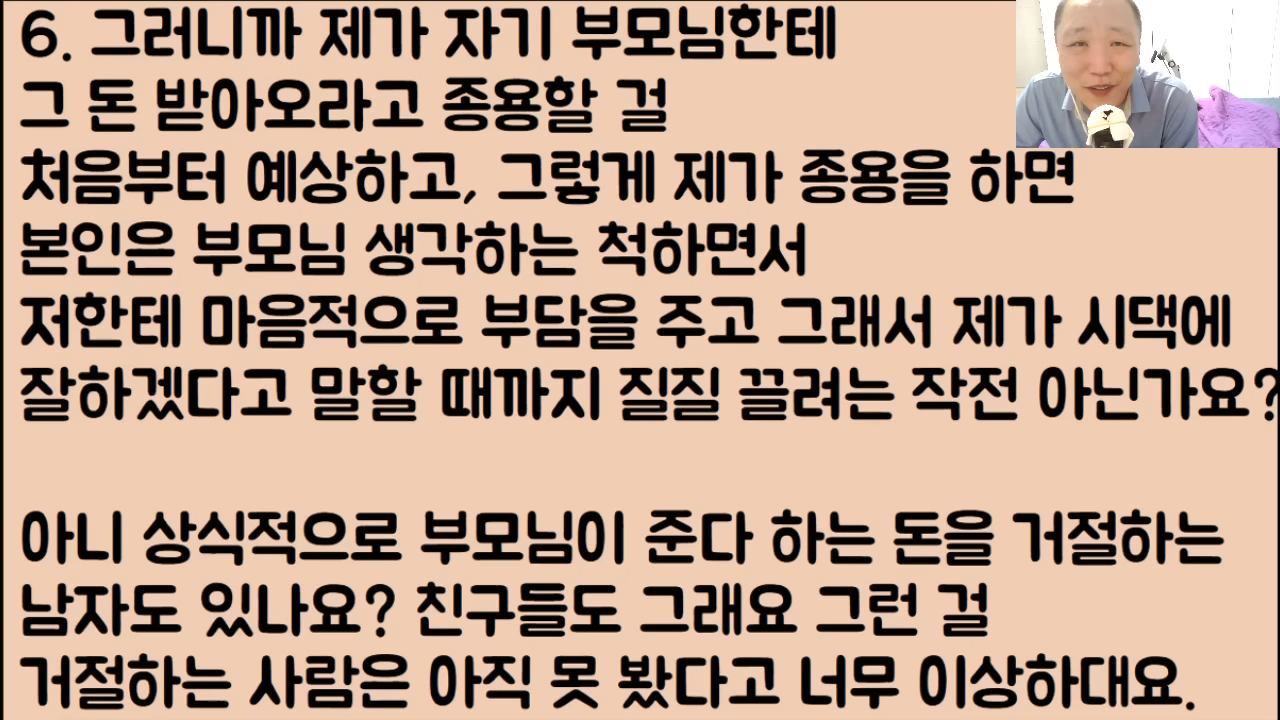 6. 그러니까 제가 자기 부모님한테
그 돈 받아오라고 종용할 걸
처음부터 예상하고, 그렇게 제가 종용을 하면
본인은 부모님 생각하는 척하면서
저한테 마음적으로 부담을 주고 그래서 제가 시댁에
잘하겠다고 말할 때까지 질질 끌려는 작전 아닌가요?
아니 상식적으로 부모님이 준다 하는 돈을 거절하는
남자도 있나요? 친구들도 그래요 그런 걸
거절하는 사람은 아직 못 봤다고 너무 이상하대요.